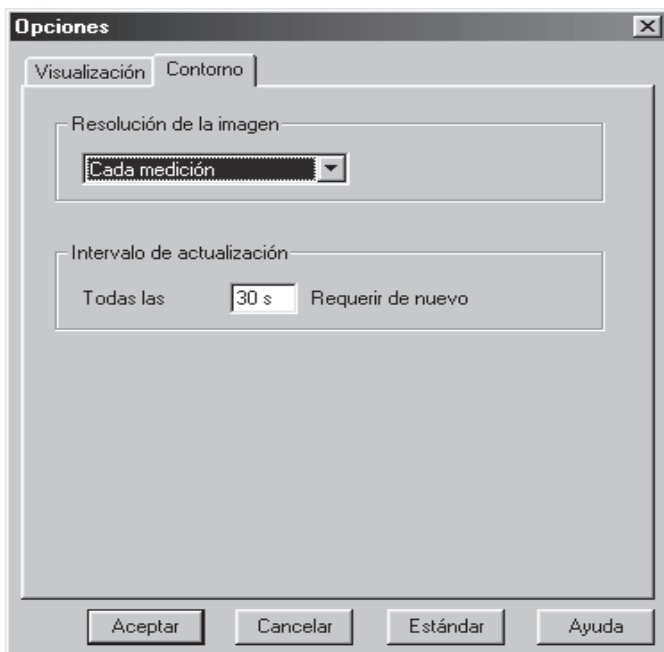 Opciones
Visualización Contorno
Resolución de la imagen
Cada medición
Intervalo de actualización
Todas las 30 s Requerir de nuevo
Aceptar Cancelar Estándar Ayuda